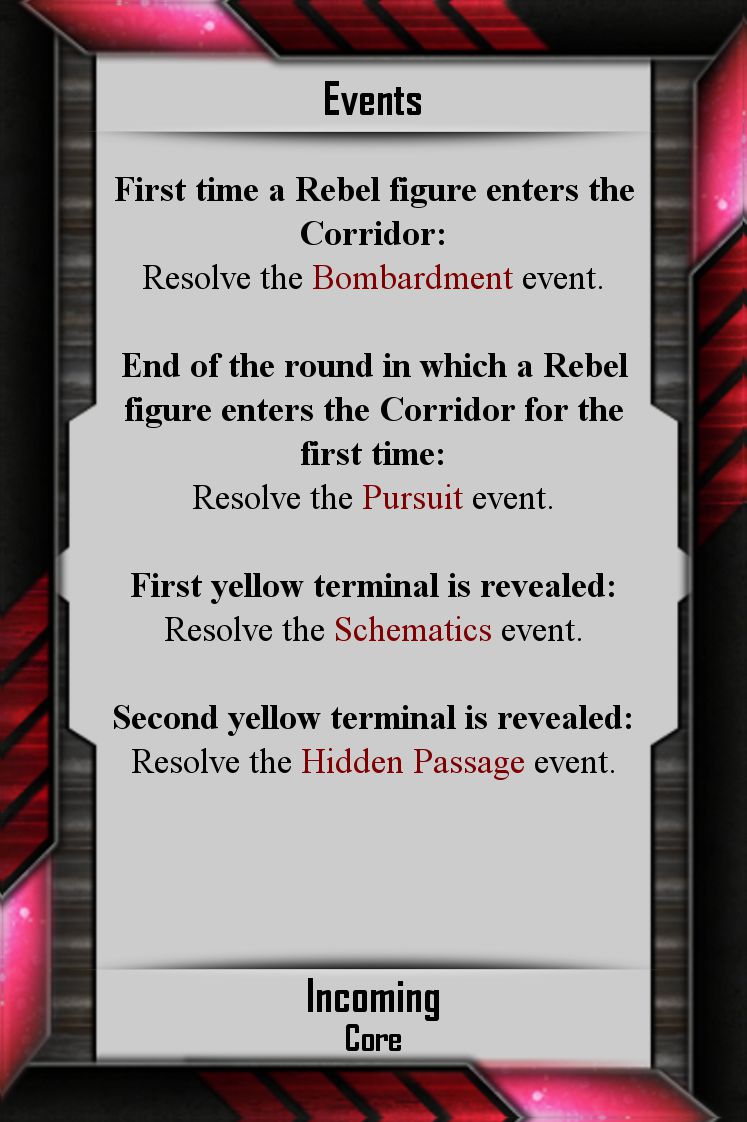 Events
First time a Rebel figure enters the
Corridor:
Resolve the Bombardment event.
End of the round in which a Rebel
figure enters the Corridor for the
first time:
Resolve the Pursuit event.
First yellow terminal is revealed:
Resolve the Schematics event.
Second yellow terminal is revealed:
Resolve the Hidden Passage event.
Incoming
Core